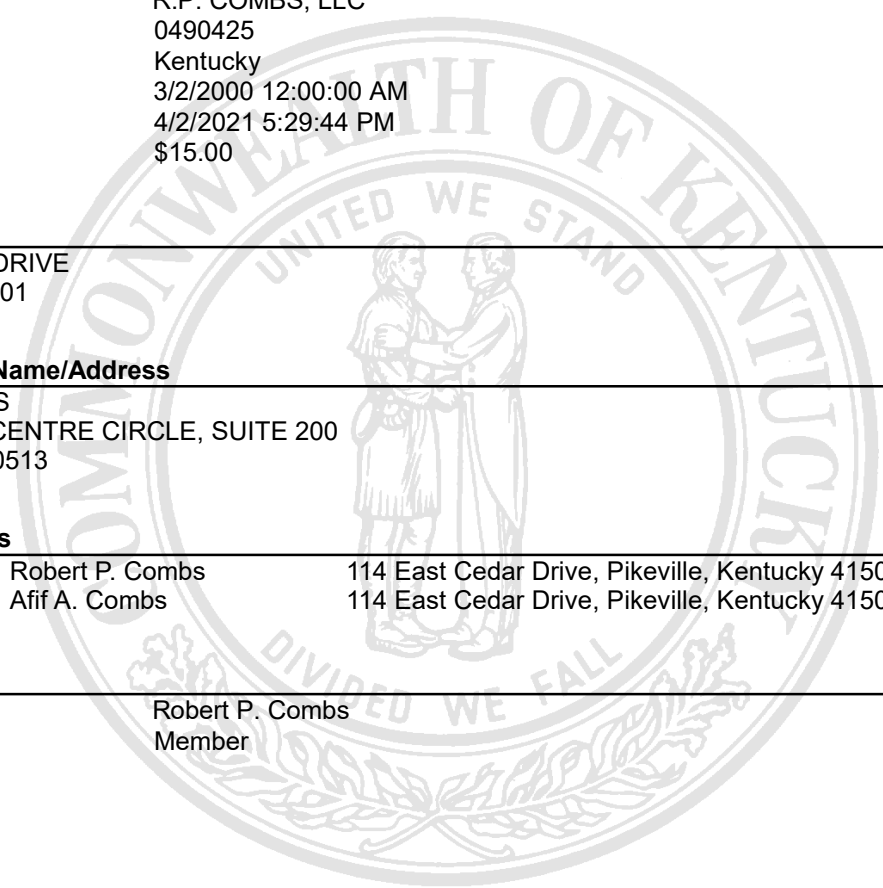 R.P. COMBS, LLC
0490425
Kentucky
3/2/2000 12:00:00 AM
4/2/2021 5:29:44 PM
$15.00
COMMONWEALTH OF KENTUCKY
UNITED WE STAND
DRIVE
01
Name/Address
S
CENTRE CIRCLE, SUITE 200
0513
s
Robert P. Combs 114 East Cedar Drive, Pikeville, Kentucky 4150
Afif A. Combs 114 East Cedar Drive, Pikeville, Kentucky 4150
DIVIDED WE FALL
Robert P. Combs
Member